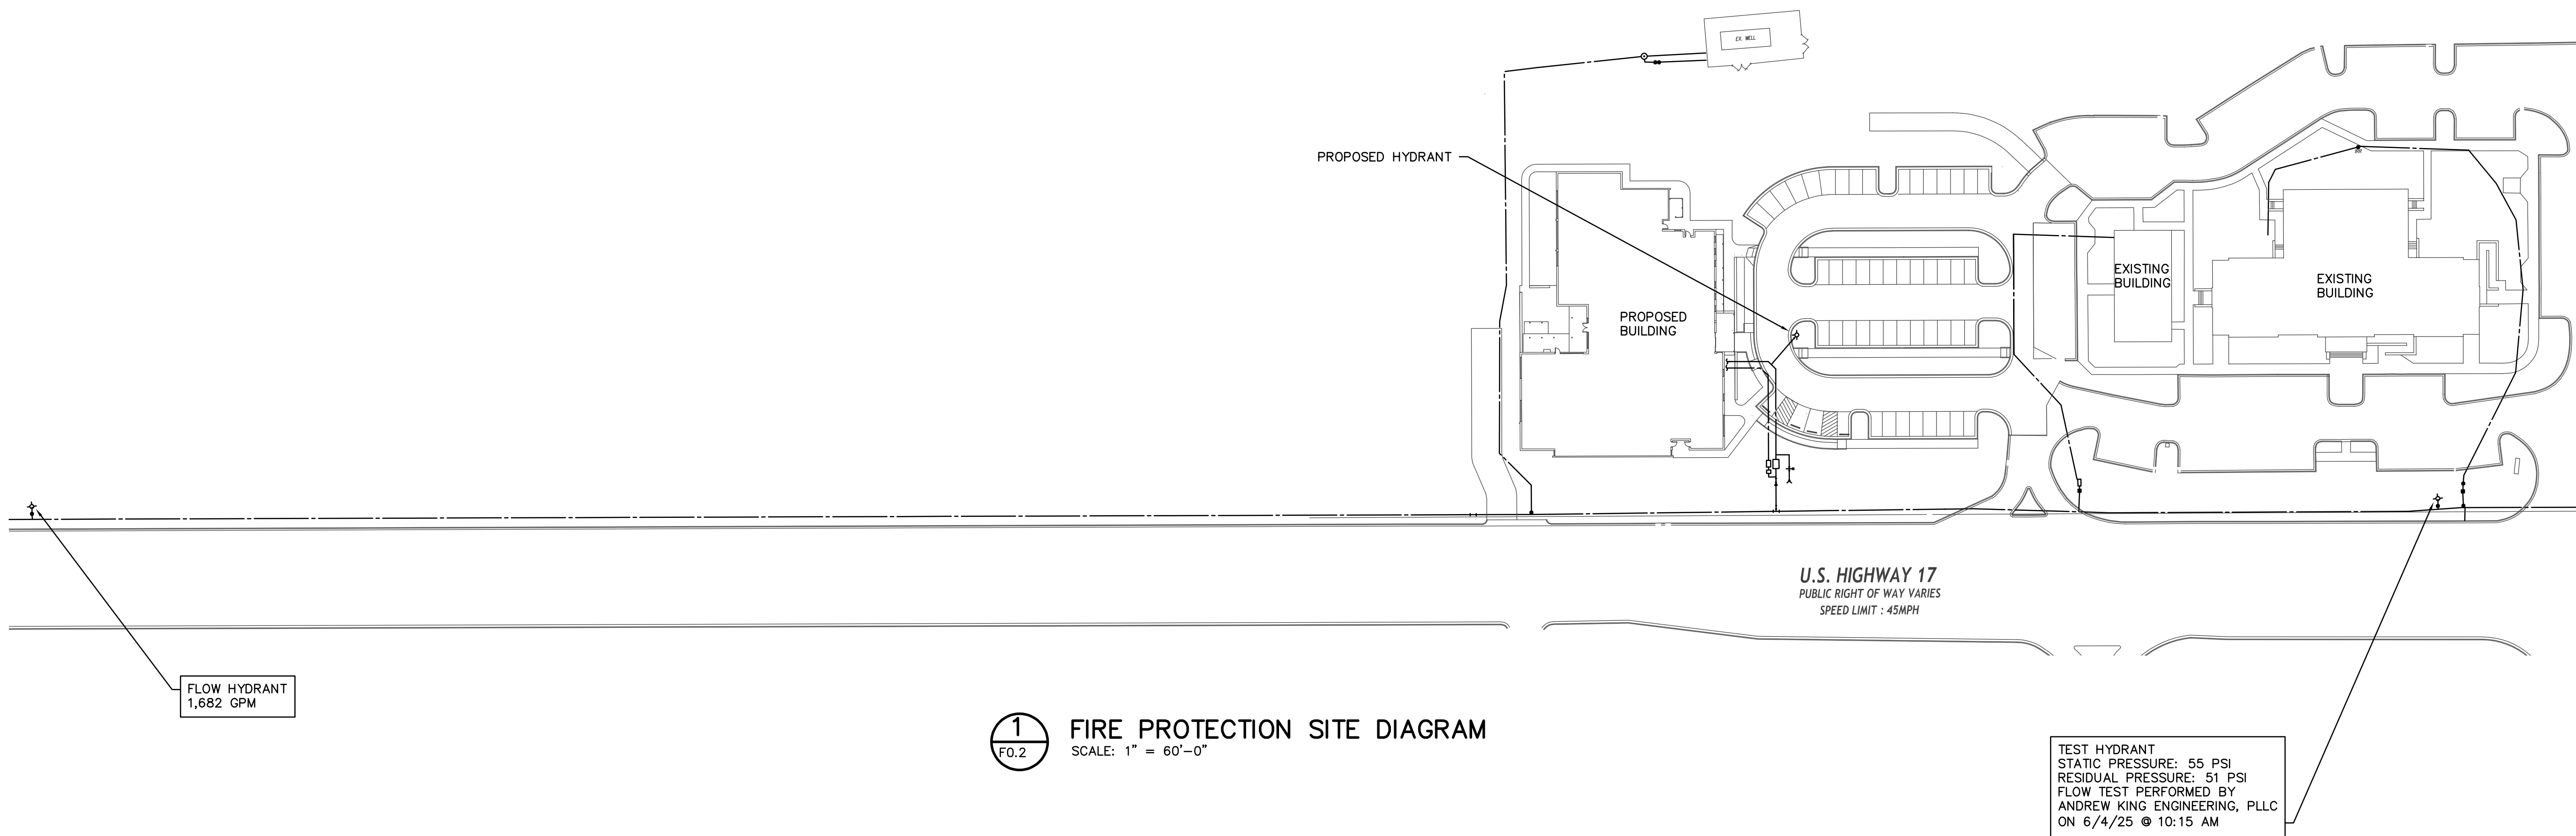 EX. WELL
PROPOSED HYDRANT
EXISTING
BUILDING
EXISTING
BUILDING
PROPOSED
BUILDING
U.S. HIGHWAY 17
PUBLIC RIGHT OF WAY VARIES
SPEED LIMIT : 45MPH
FLOW HYDRANT
1,682 GPM
1
F0.2
FIRE PROTECTION SITE DIAGRAM
SCALE: 1" = 60'-0"
TEST HYDRANT
STATIC PRESSURE: 55 PSI
RESIDUAL PRESSURE: 51 PSI
FLOW TEST PERFORMED BY
ANDREW KING ENGINEERING, PLLC
ON 6/4/25 @ 10:15 AM